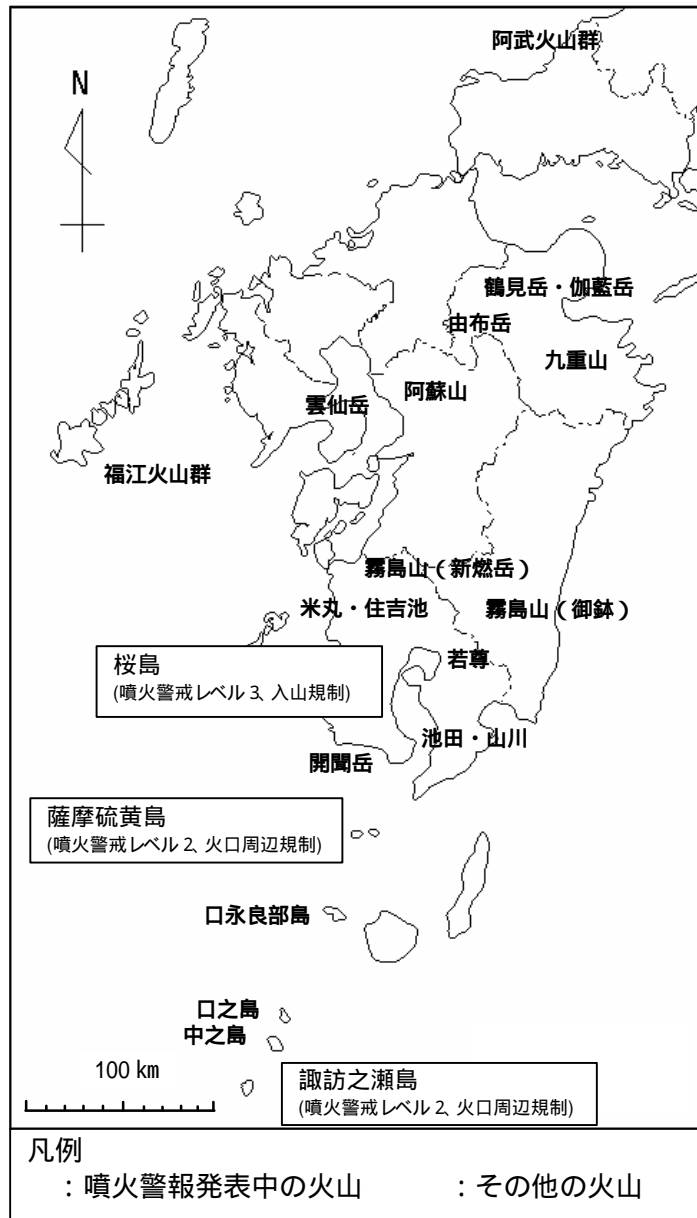 阿武火山群
N
鶴見岳・伽藍岳
由布岳
九重山
阿蘇山
雲仙岳
福江火山群
霧島山（新燃岳）
米丸・住吉池
霧島山（御鉢）
若尊
桜島
(噴火警戒レベル3、入山規制)
池田・山川
開聞岳
薩摩硫黄島
(噴火警戒レベル2、火口周辺規制)
口永良部島
口之島
中之島
100 km
諏訪之瀬島
(噴火警戒レベル2、火口周辺規制)
凡例
：噴火警報発表中の火山　　：その他の火山